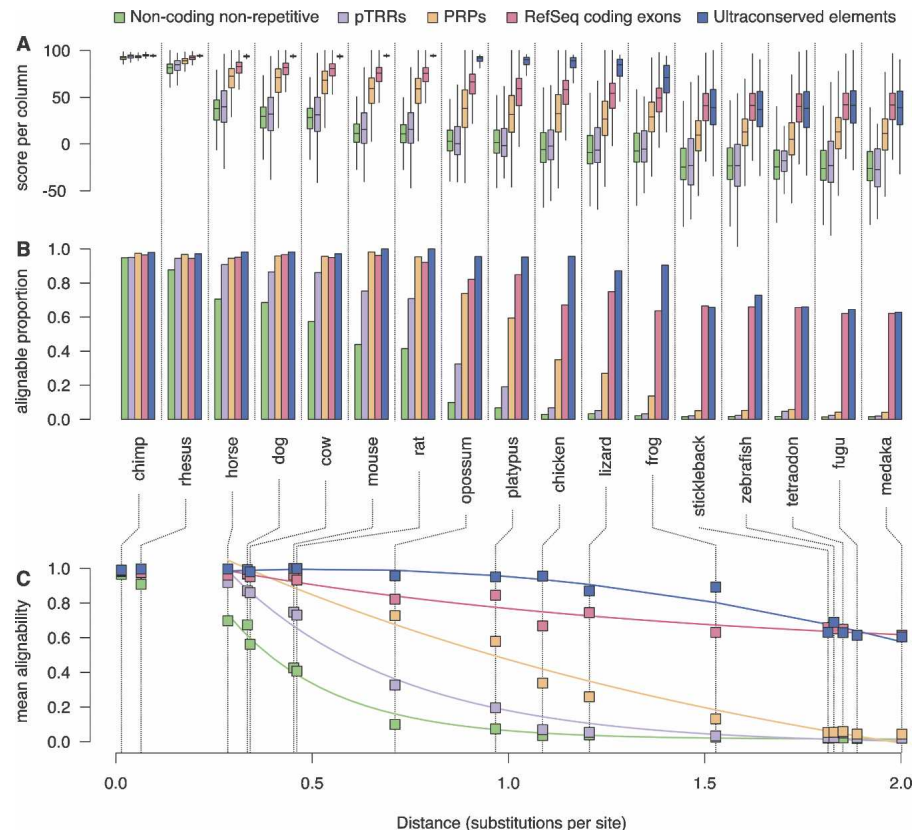 Non-coding non-repetitive pTRRs PRPs RefSeq coding exons Ultraconserved elements
A
score per column
100
50
0
-50
B
alignable proportion
1.0
0.8
0.6
0.4
0.2
0.0
chimp
rhesus
horse
dog
cow
mouse
rat
opossum
platypus
chicken
lizard
frog
stickleback
zebrafish
tetraodon
fugu
medaka
C
mean alignability
1.0
0.8
0.6
0.4
0.2
0.0
0.0 0.5 1.0 1.5 2.0
Distance (substitutions per site)